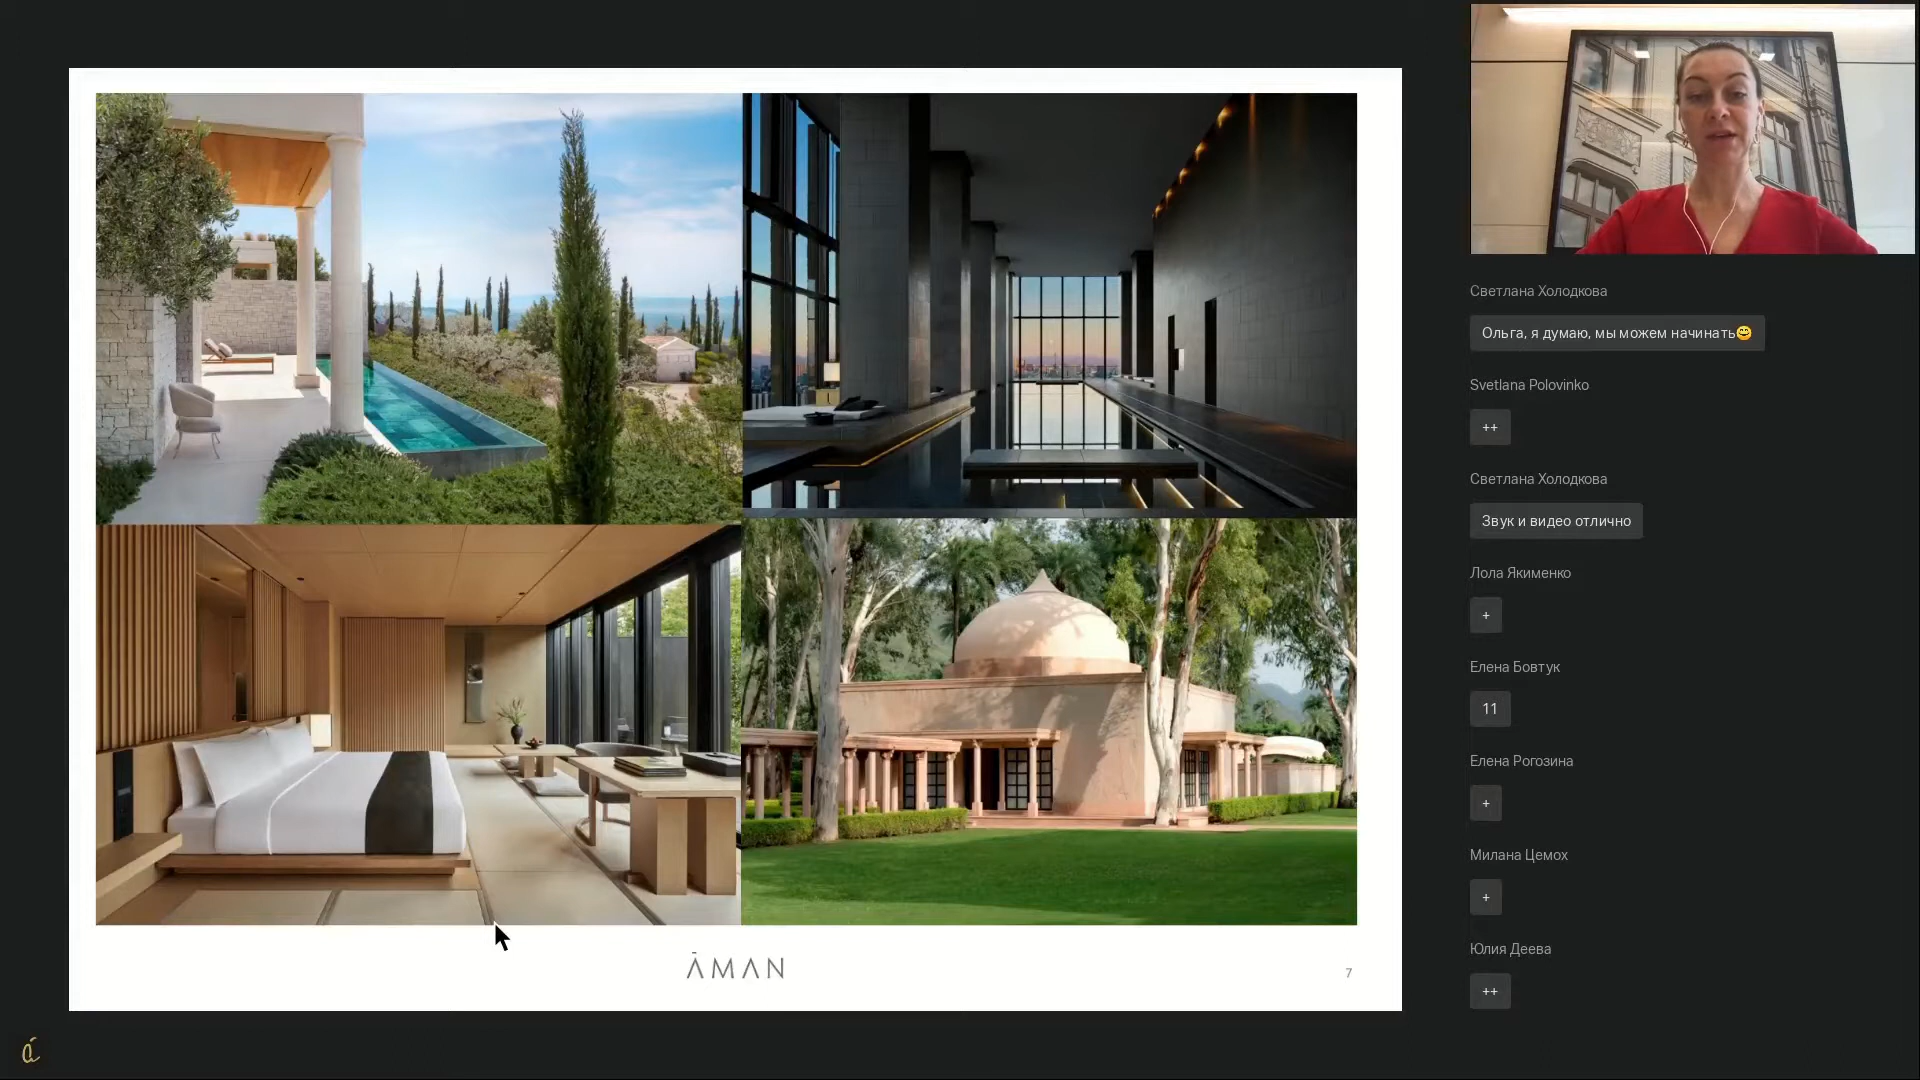 ĀMAN
7
Светлана Холодкова
Ольга, я думаю, мы можем начинать😊
Svetlana Polovinko
++
Светлана Холодкова
Звук и видео отлично
Лола Якименко
+
Елена Бовтук
11
Елена Рогозина
+
Милана Цемох
+
Юлия Деева
++
á